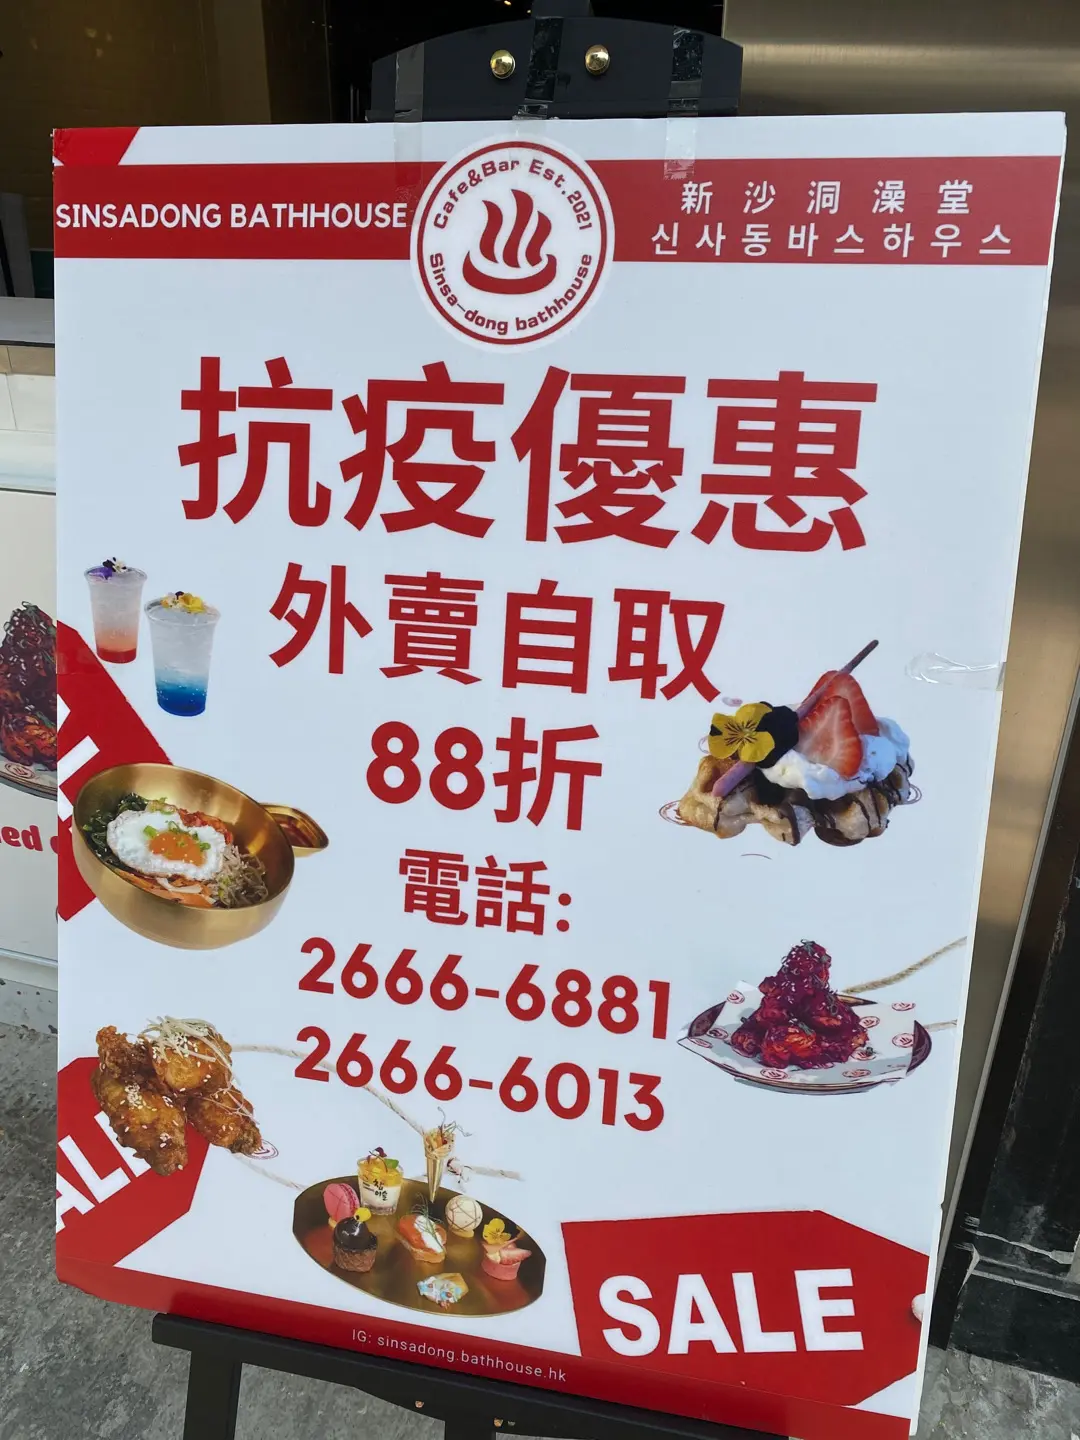 SINSADONG BATHHOUSE
Cafe&Bar Est.2021
Sinsa-dong bathhouse
新沙洞澡堂
신사동바스하우스
抗疫優惠
外賣自取
88折
電話:
2666-6881
2666-6013
SALE
IG: sinsadong.bathhouse.hk